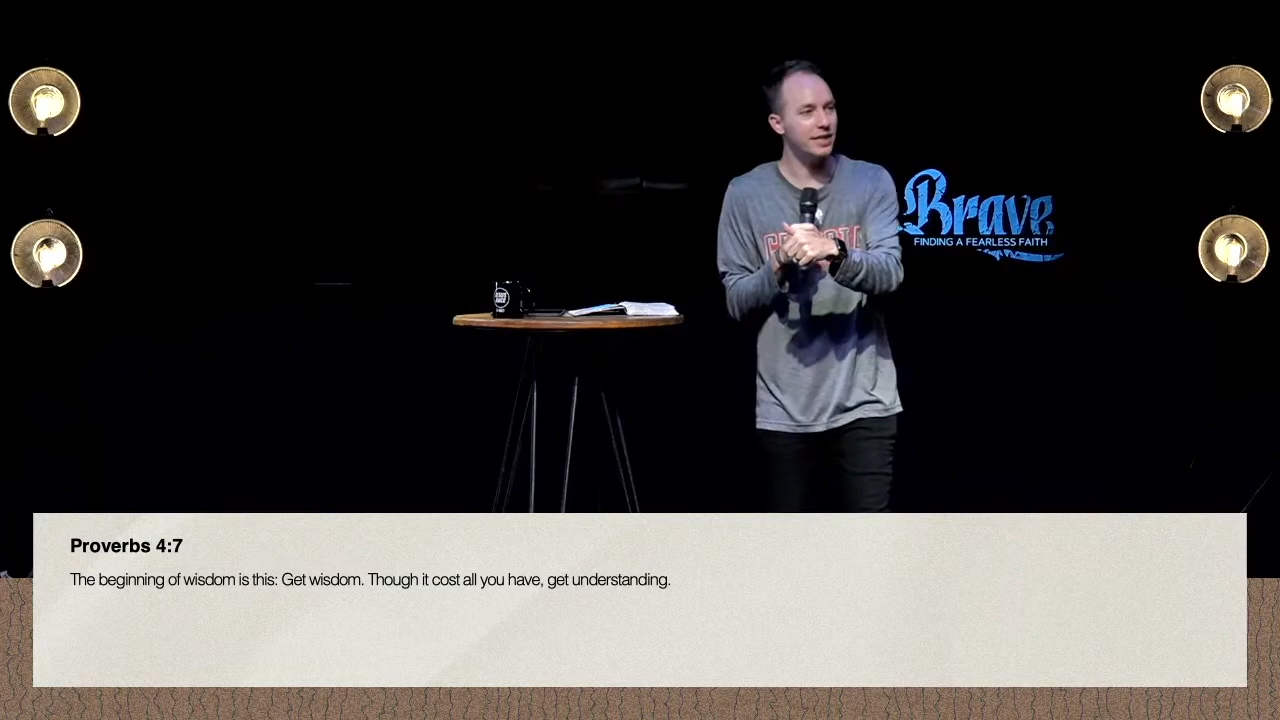 Brave
FINDING A FEARLESS FAITH
Proverbs 4:7
The beginning of wisdom is this: Get wisdom. Though it cost all you have, get understanding.